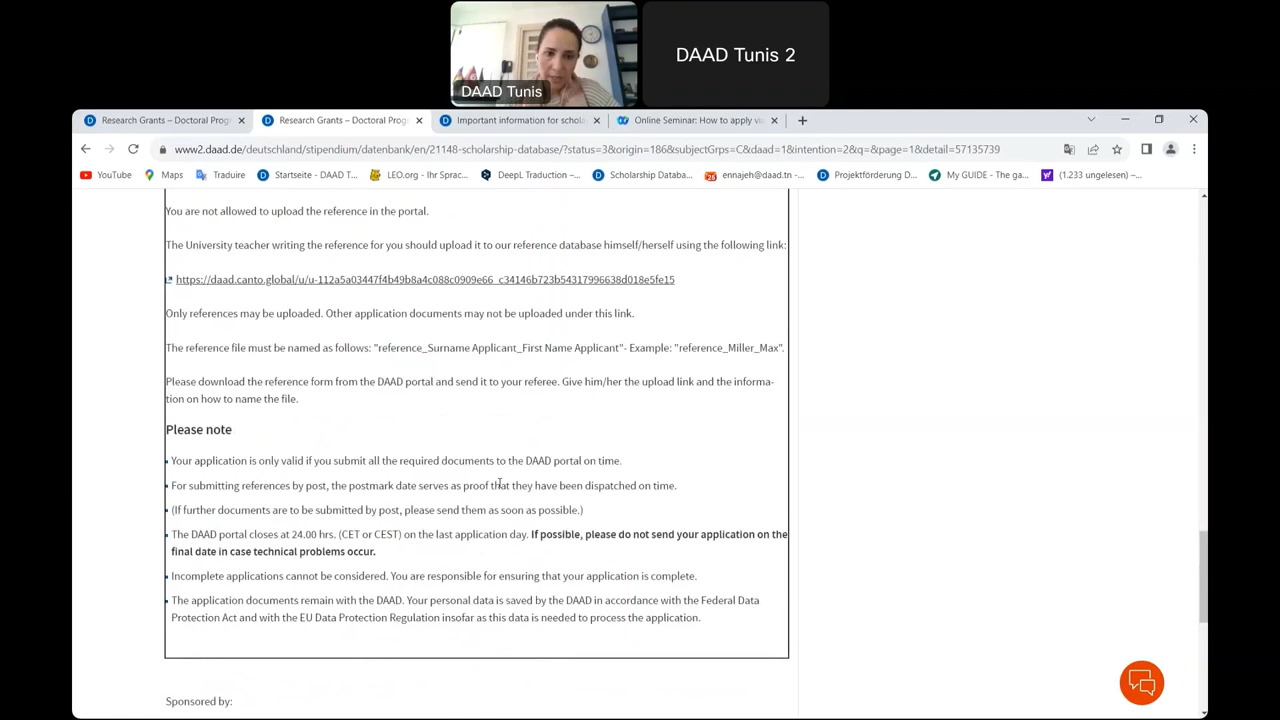 DAAD Tunis
DAAD Tunis 2
Research Grants – Doctoral Progr
Research Grants – Doctoral Progr
Important information for schola
Online Seminar: How to apply via
www2.daad.de/deutschland/stipendium/datenbank/en/21148-scholarship-database/?status=3&origin=186&subjectGrps=C&daad=1&intention=2&q=&page=1&detail=57135739
YouTube
Maps
Traduire
Startseite - DAAD T...
LEO.org - Ihr Sprac...
DeepL Traduction –...
Scholarship Databa...
ennajeh@daad.tn -...
Projektförderung D...
My GUIDE - The ga...
(1.233 ungelesen) –...
You are not allowed to upload the reference in the portal.
The University teacher writing the reference for you should upload it to our reference database himself/herself using the following link:
https://daad.canto.global/u/u-112a5a03447f4b49b8a4c088c0909e66_c34146b723b54317996638d018e5fe15
Only references may be uploaded. Other application documents may not be uploaded under this link.
The reference file must be named as follows: "reference_Surname Applicant_First Name Applicant"- Example: "reference_Miller_Max".
Please download the reference form from the DAAD portal and send it to your referee. Give him/her the upload link and the informa-
tion on how to name the file.
Please note
Your application is only valid if you submit all the required documents to the DAAD portal on time.
For submitting references by post, the postmark date serves as proof that they have been dispatched on time.
(If further documents are to be submitted by post, please send them as soon as possible.)
The DAAD portal closes at 24.00 hrs. (CET or CEST) on the last application day. If possible, please do not send your application on the
final date in case technical problems occur.
Incomplete applications cannot be considered. You are responsible for ensuring that your application is complete.
The application documents remain with the DAAD. Your personal data is saved by the DAAD in accordance with the Federal Data
Protection Act and with the EU Data Protection Regulation insofar as this data is needed to process the application.
Sponsored by: